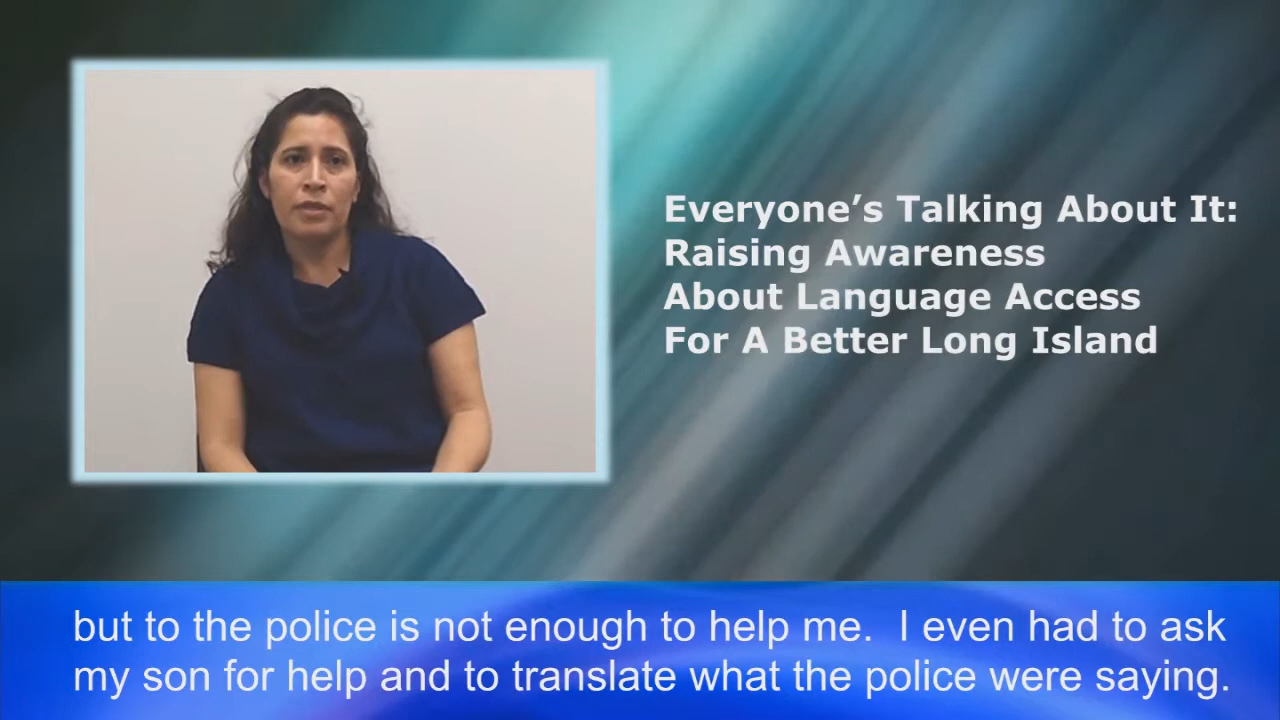 Everyone’s Talking About It:
Raising Awareness
About Language Access
For A Better Long Island
but to the police is not enough to help me.  I even had to ask
my son for help and to translate what the police were saying.